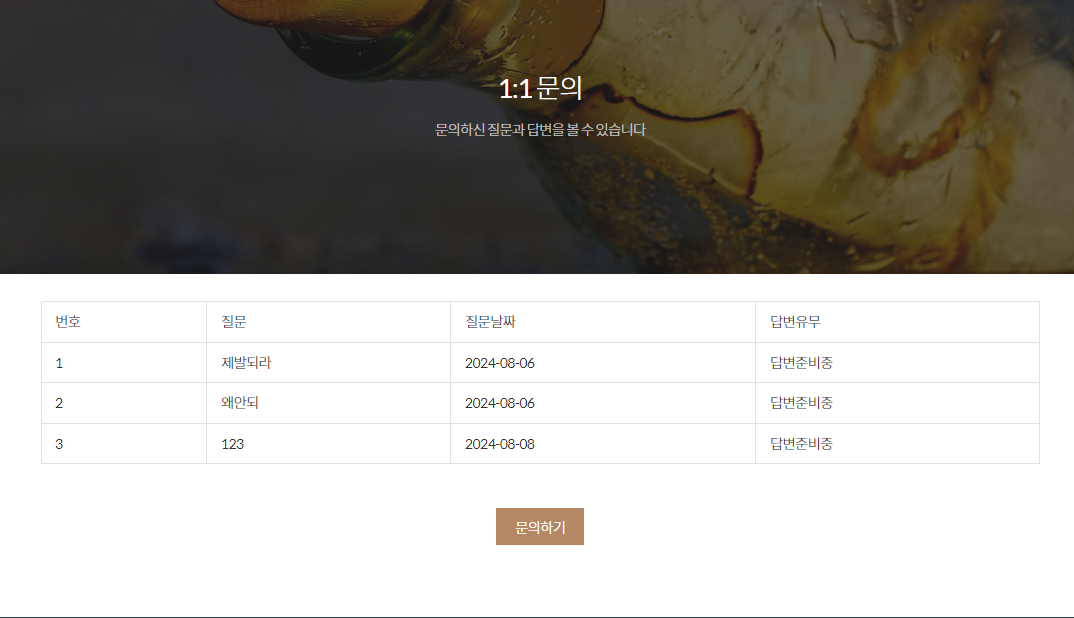 1:1 문의
문의하신 질문과 답변을 볼 수 있습니다
번호 질문 질문날짜 답변유무
1 제발되라 2024-08-06 답변준비중
2 왜안되 2024-08-06 답변준비중
3 123 2024-08-08 답변준비중
문의하기